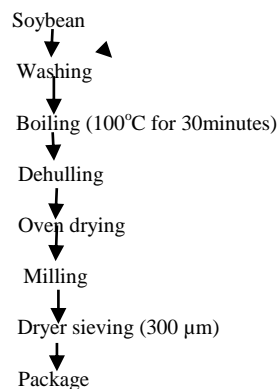 Soybean
Washing
Boiling (100°C for 30minutes)
Dehulling
Oven drying
Milling
Dryer sieving (300 µm)
Package